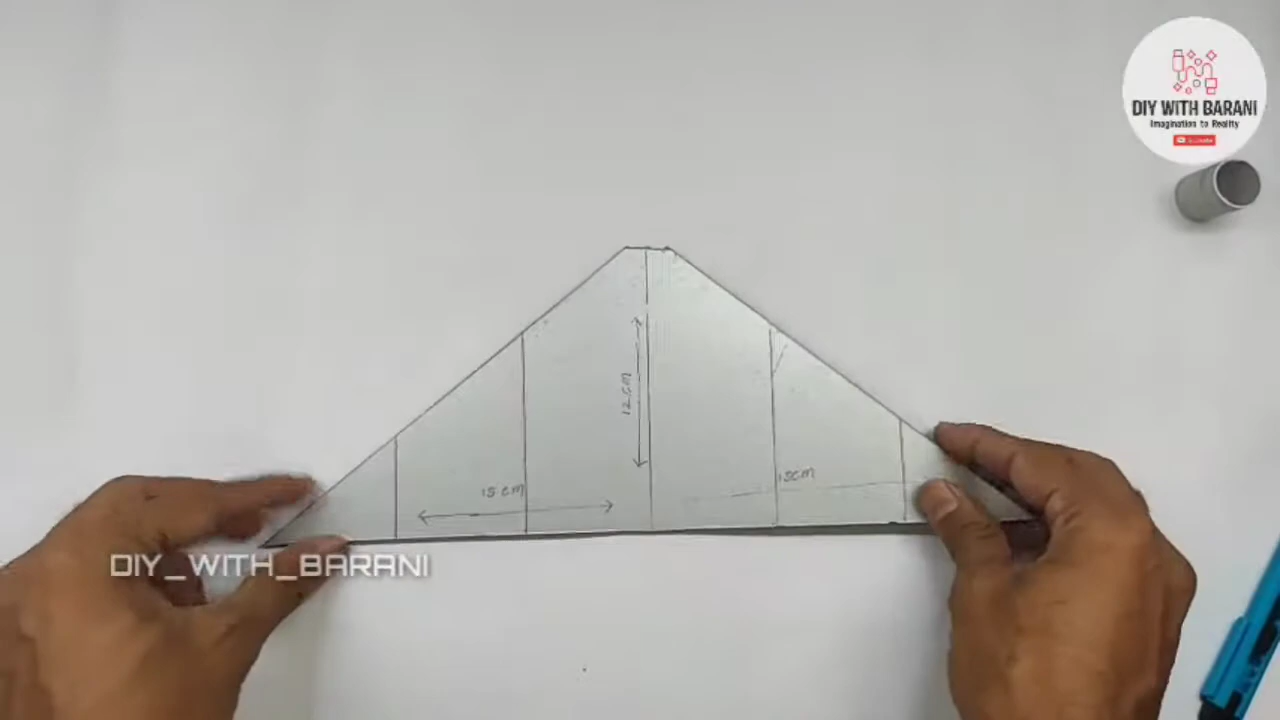 DIY WITH BARANI
Imagination to Reality
12 cm
15 cm
15cm
DIY_WITH_BARANI